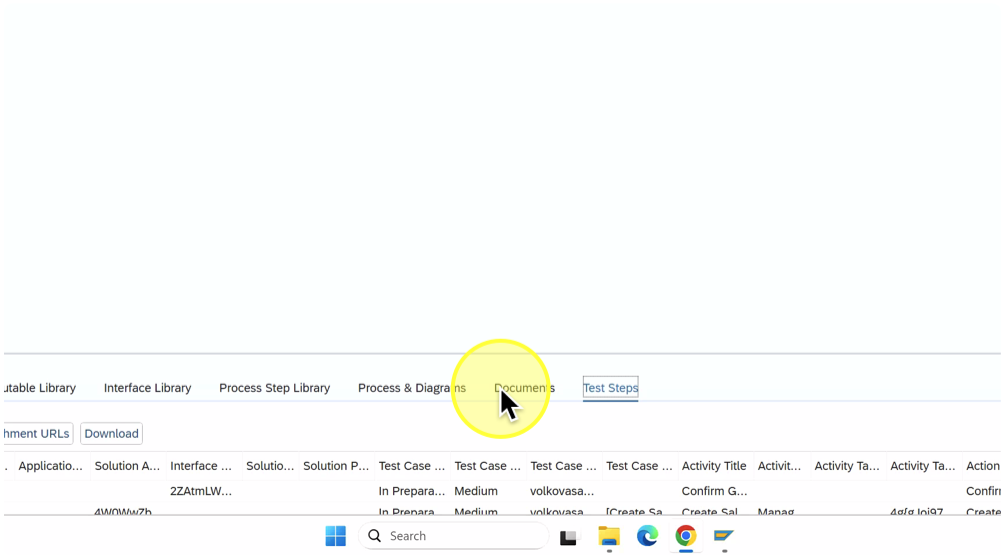 utable Library Interface Library Process Step Library Process & Diagrams Documents Test Steps
hment URLs Download
Applicatio... Solution A... Interface ... Solutio... Solution P... Test Case ... Test Case ... Test Case ... Test Case ... Activity Title Activit... Activity Ta... Activity Ta... Action
2ZAtmLW... In Prepara... Medium volkovasa... Confirm G... Confir
4W0WwZb In Prepara Medium volkovasa [Create Sa Create Sal Manag Create
Search